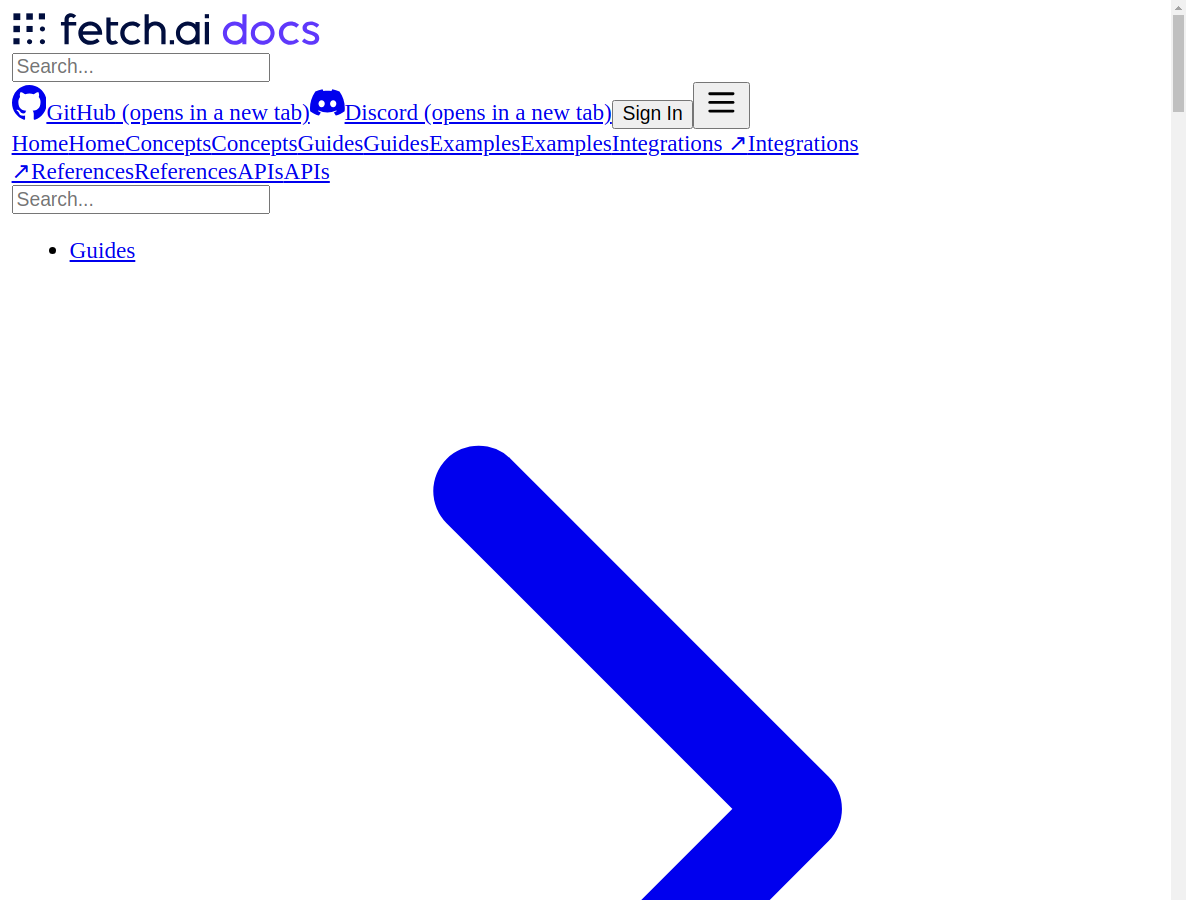 fetch.ai docs
Search...
GitHub (opens in a new tab)Discord (opens in a new tab)Sign In
HomeHomeConceptsConceptsGuidesGuidesExamplesExamplesIntegrations ↗Integrations
↗ReferencesReferencesAPIsAPIs
Search...
Guides